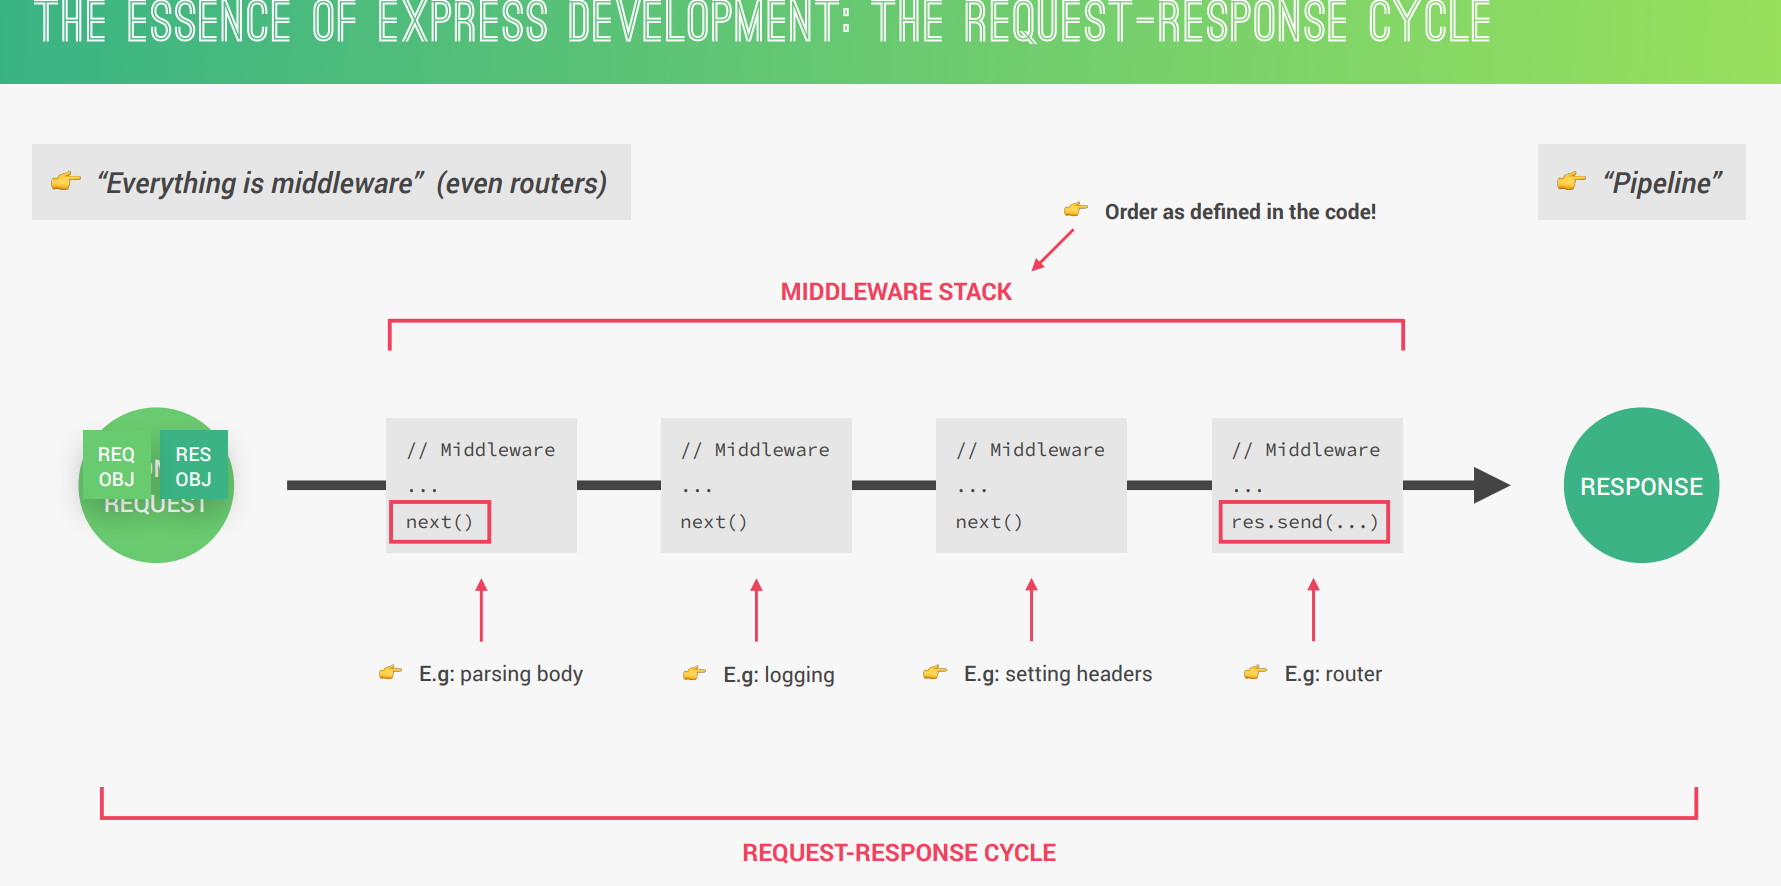 THE ESSENCE OF EXPRESS DEVELOPMENT: THE REQUEST-RESPONSE CYCLE
“Everything is middleware” (even routers)
“Pipeline”
Order as defined in the code!
MIDDLEWARE STACK
REQ
OBJ
RES
OBJ
REQUEST
// Middleware
...
next()
// Middleware
...
next()
// Middleware
...
next()
// Middleware
...
res.send(...)
RESPONSE
E.g: parsing body
E.g: logging
E.g: setting headers
E.g: router
REQUEST-RESPONSE CYCLE